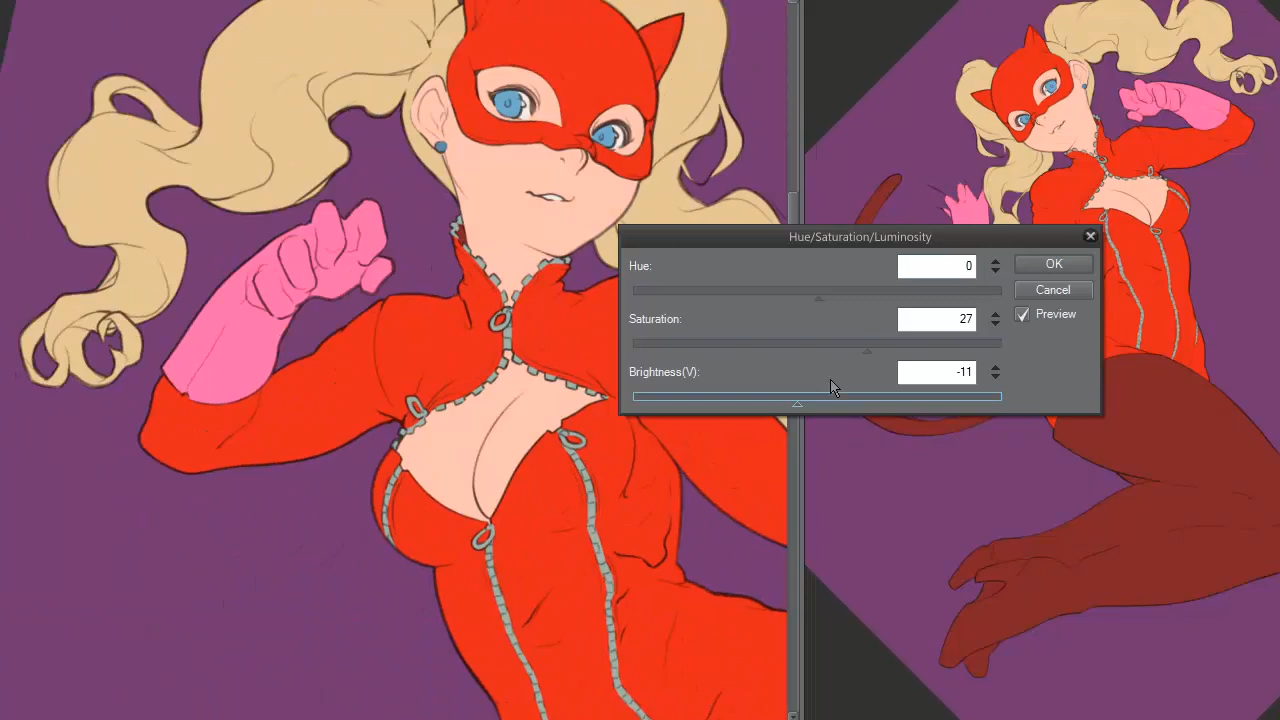 Hue/Saturation/Luminosity
Hue: 0 OK
Cancel
Saturation: 27 Preview
Brightness(V): -11